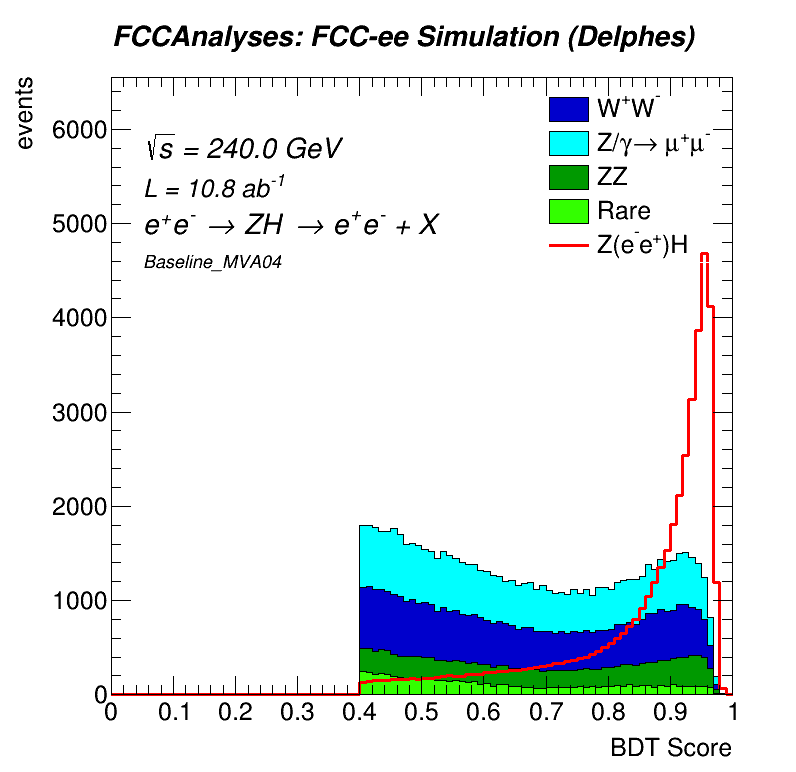 FCCAnalyses: FCC-ee Simulation (Delphes)
events
6000
5000
4000
3000
2000
1000
0
√s = 240.0 GeV
L = 10.8 ab⁻¹
e⁺e⁻ → ZH → e⁺e⁻ + X
Baseline_MVA04
W⁺W⁻
Z/γ→ μ⁺μ⁻
ZZ
Rare
Z(e⁻e⁺)H
0 0.1 0.2 0.3 0.4 0.5 0.6 0.7 0.8 0.9 1
BDT Score